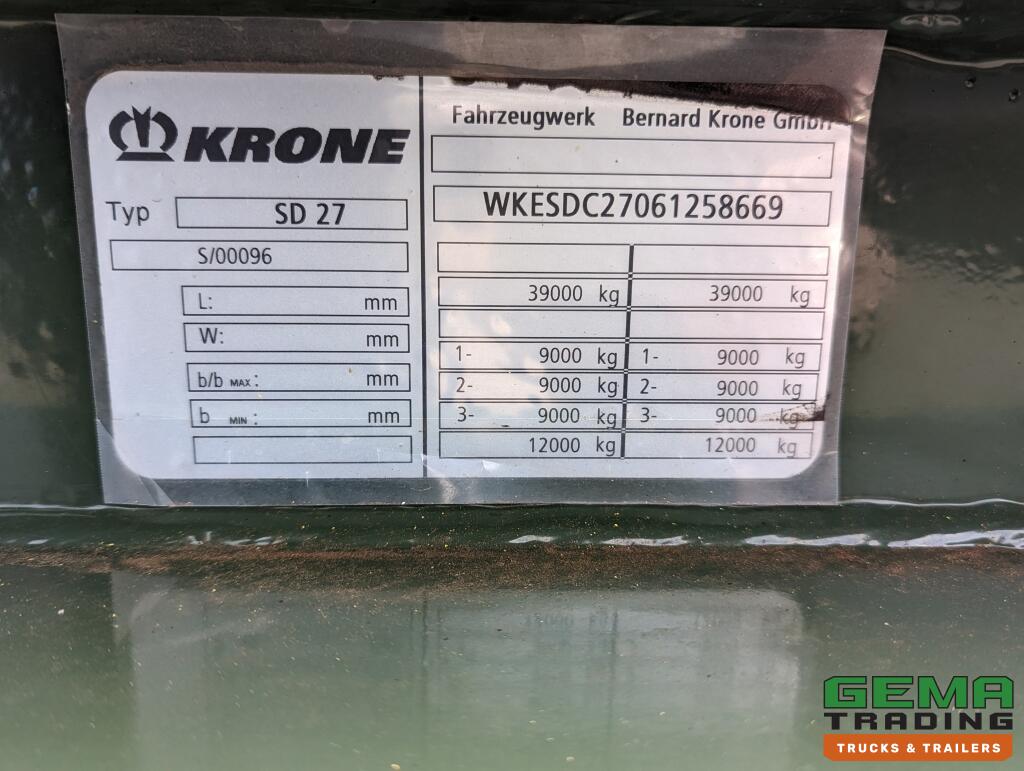 KRONE
Typ SD 27
S/00096
L: mm
W: mm
b/b MAX: mm
b MIN: mm
Fahrzeugwerk Bernard Krone GmbH
WKESDC27061258669
39000 kg 39000 kg
1- 9000 kg 1- 9000 kg
2- 9000 kg 2- 9000 kg
3- 9000 kg 3- 9000 kg
12000 kg 12000 kg
GEMA
TRADING
TRUCKS & TRAILERS